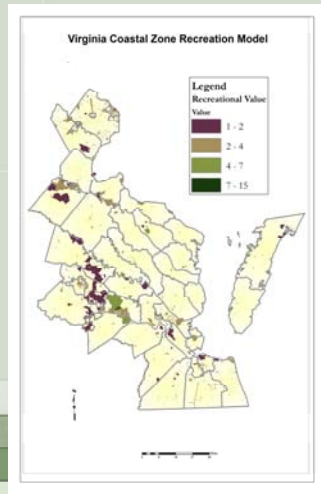 Virginia Coastal Zone Recreation Model
Legend
Recreational Value
Value
1 - 2
2 - 4
4 - 7
7 - 15